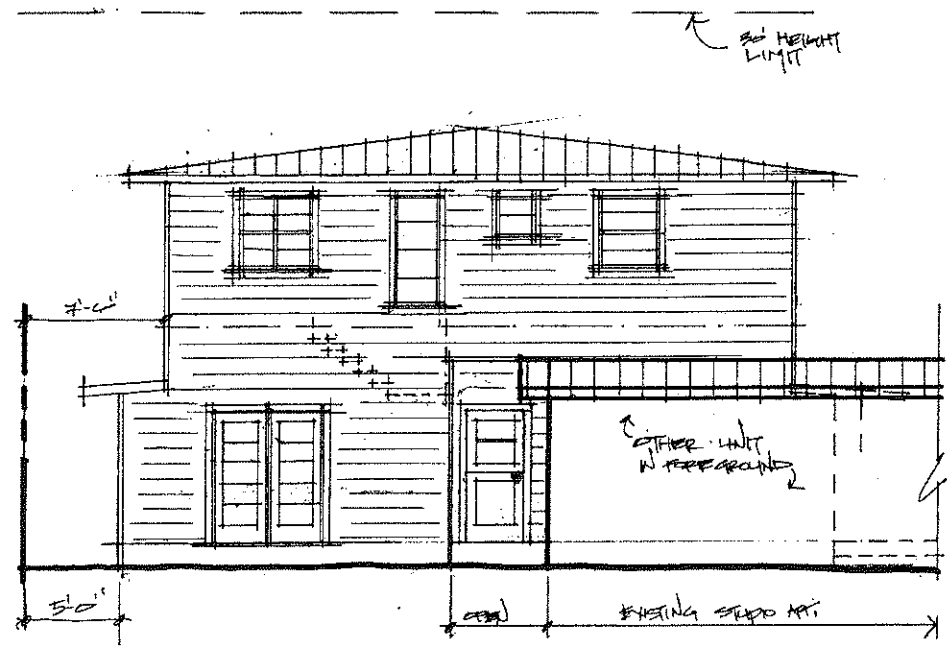 30' HEIGHT
LIMIT
7'-6"
OTHER UNIT
IN FOREGROUND
5'-0"
OPEN
EXISTING STUDIO APT.